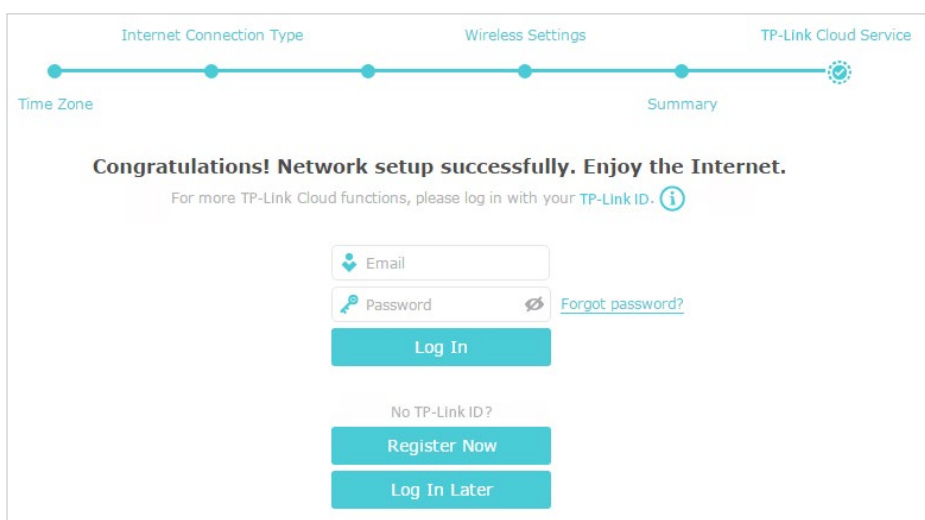 Internet Connection Type
Wireless Settings
TP-Link Cloud Service
Time Zone
Summary
Congratulations! Network setup successfully. Enjoy the Internet.
For more TP-Link Cloud functions, please log in with your TP-Link ID.
Email
Password
Forgot password?
Log In
No TP-Link ID?
Register Now
Log In Later